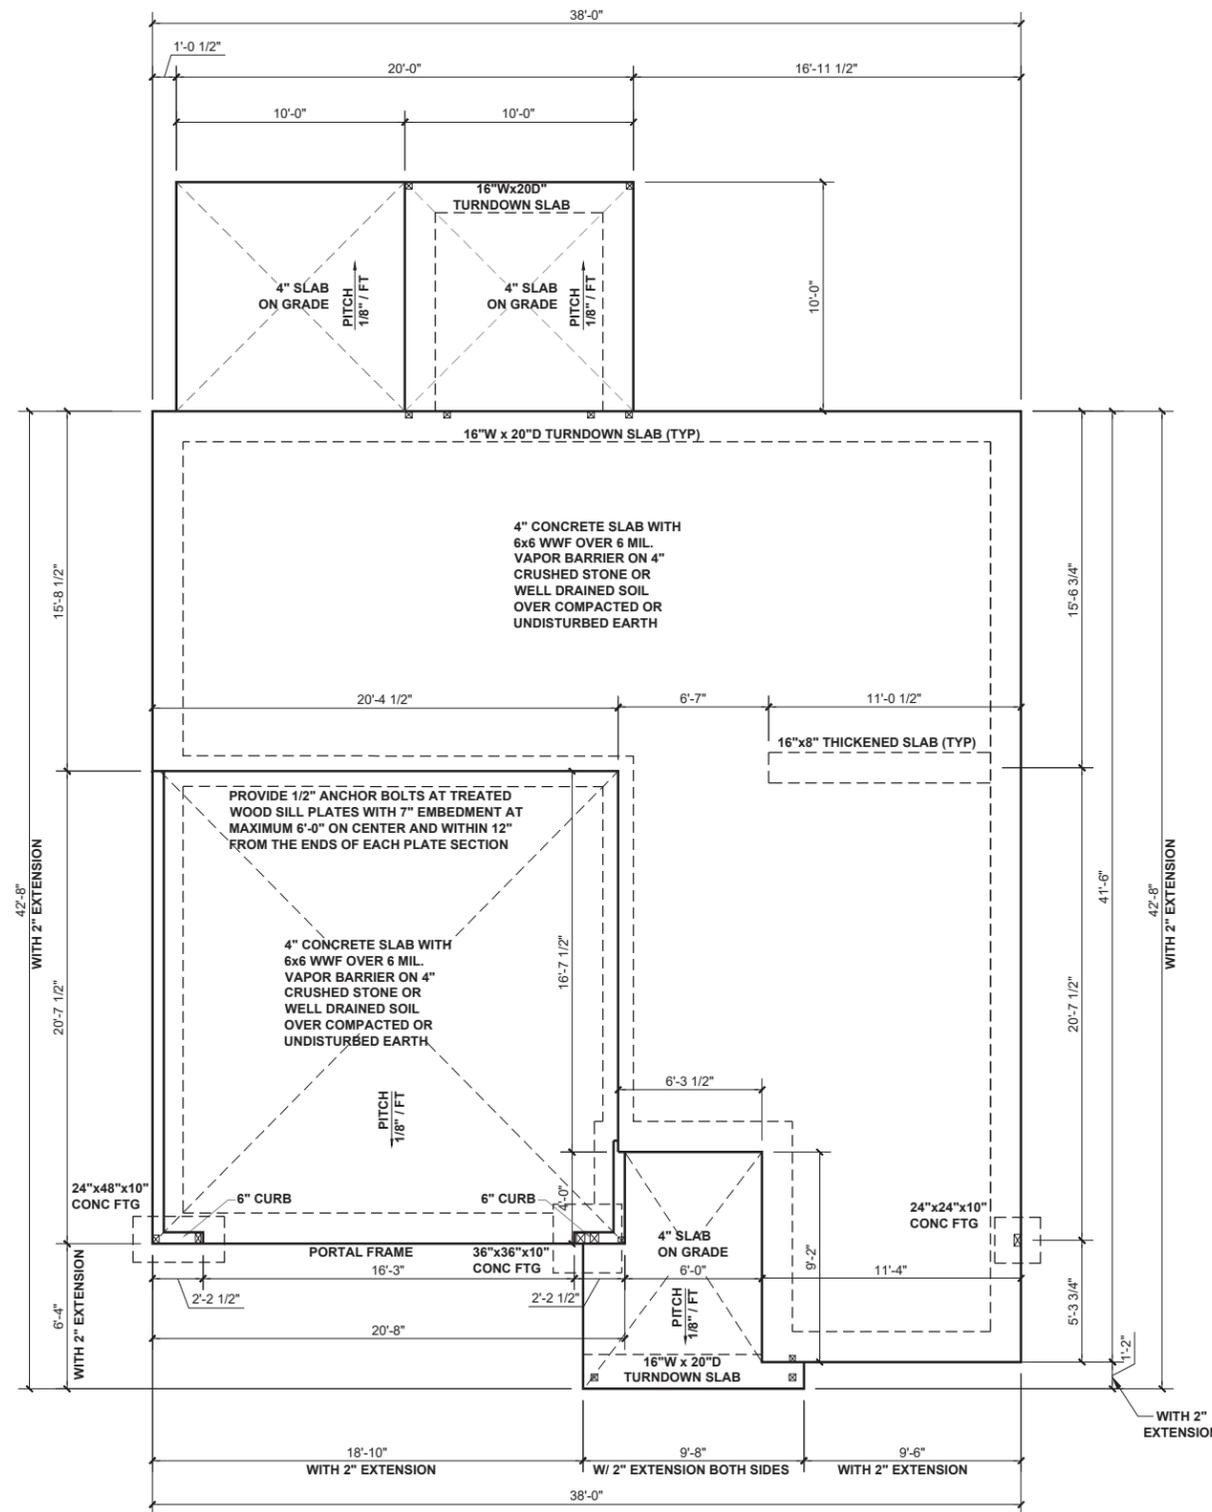 38'-0"
1'-0 1/2"
20'-0"
16'-11 1/2"
10'-0"
10'-0"
16"Wx20D"
TURNDOWN SLAB
4" SLAB
ON GRADE
PITCH
1/8" / FT
4" SLAB
ON GRADE
PITCH
1/8" / FT
10'-0"
16"W x 20"D TURNDOWN SLAB (TYP)
4" CONCRETE SLAB WITH
6x6 WWF OVER 6 MIL.
VAPOR BARRIER ON 4"
CRUSHED STONE OR
WELL DRAINED SOIL
OVER COMPACTED OR
UNDISTURBED EARTH
15'-8 1/2"
15'-6 3/4"
20'-4 1/2"
6'-7"
11'-0 1/2"
16"x8" THICKENED SLAB (TYP)
PROVIDE 1/2" ANCHOR BOLTS AT TREATED
WOOD SILL PLATES WITH 7" EMBEDMENT AT
MAXIMUM 6'-0" ON CENTER AND WITHIN 12"
FROM THE ENDS OF EACH PLATE SECTION
42'-8"
WITH 2" EXTENSION
41'-6"
42'-8"
WITH 2" EXTENSION
4" CONCRETE SLAB WITH
6x6 WWF OVER 6 MIL.
VAPOR BARRIER ON 4"
CRUSHED STONE OR
WELL DRAINED SOIL
OVER COMPACTED OR
UNDISTURBED EARTH
16'-7 1/2"
20'-7 1/2"
20'-7 1/2"
6'-3 1/2"
PITCH
1/8" / FT
24"x48"x10"
CONC FTG
6" CURB
6" CURB
4'-0"
24"x24"x10"
CONC FTG
4" SLAB
ON GRADE
PORTAL FRAME
36"x36"x10"
CONC FTG
9'-2"
16'-3"
6'-0"
11'-4"
2'-2 1/2"
2'-2 1/2"
PITCH
1/8" / FT
6'-4"
WITH 2" EXTENSION
5'-3 3/4"
20'-8"
1'-2"
16"W x 20"D
TURNDOWN SLAB
WITH 2"
EXTENSION
18'-10"
WITH 2" EXTENSION
9'-8"
W/ 2" EXTENSION BOTH SIDES
9'-6"
WITH 2" EXTENSION
38'-0"